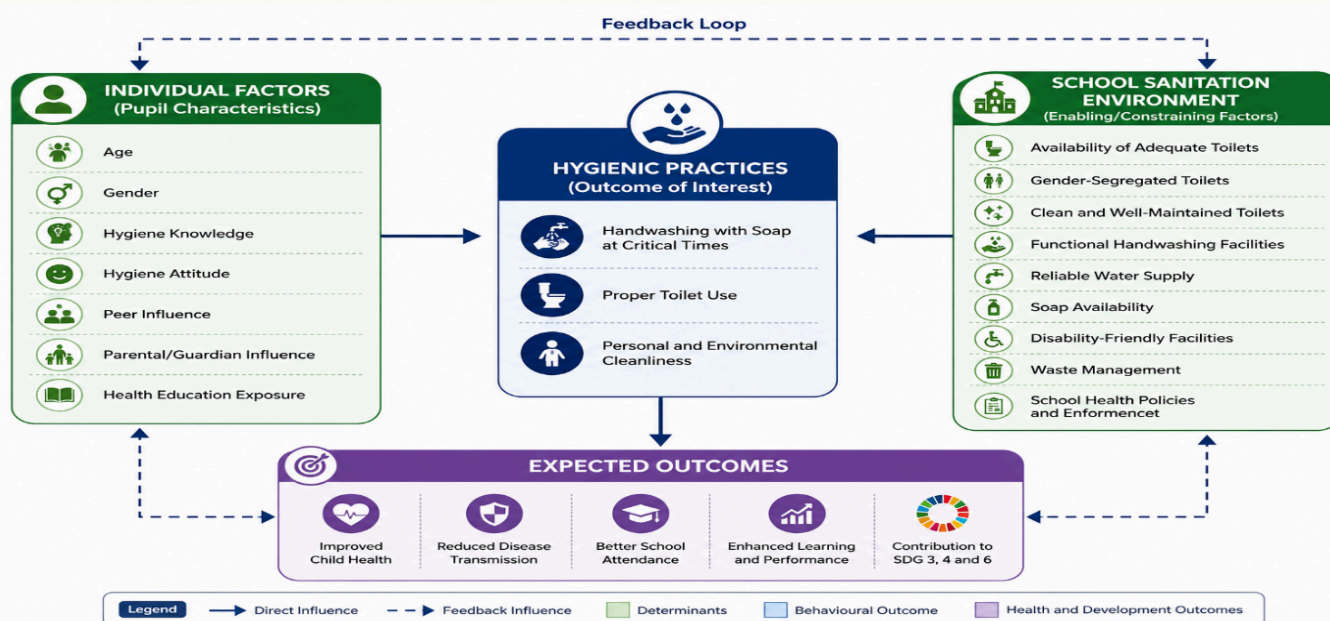 Feedback Loop
INDIVIDUAL FACTORS
(Pupil Characteristics)
Age
Gender
Hygiene Knowledge
Hygiene Attitude
Peer Influence
Parental/Guardian Influence
Health Education Exposure
HYGIENIC PRACTICES
(Outcome of Interest)
Handwashing with Soap
at Critical Times
Proper Toilet Use
Personal and Environmental
Cleanliness
SCHOOL SANITATION
ENVIRONMENT
(Enabling/Constraining Factors)
Availability of Adequate Toilets
Gender-Segregated Toilets
Clean and Well-Maintained Toilets
Functional Handwashing Facilities
Reliable Water Supply
Soap Availability
Disability-Friendly Facilities
Waste Management
School Health Policies
and Enformencet
EXPECTED OUTCOMES
Improved
Child Health
Reduced Disease
Transmission
Better School
Attendance
Enhanced Learning
and Performance
Contribution to
SDG 3, 4 and 6
Legend
Direct Influence
Feedback Influence
Determinants
Behavioural Outcome
Health and Development Outcomes